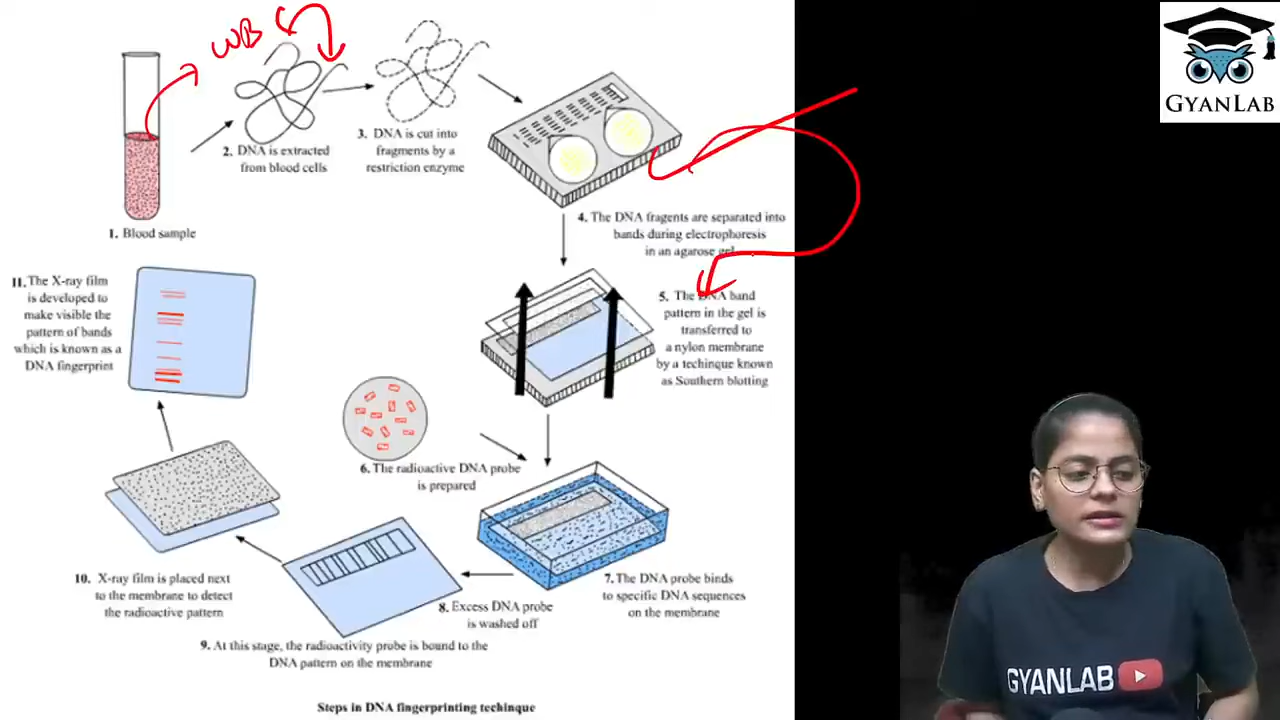 WB
1. Blood sample
2. DNA is extracted
from blood cells
3. DNA is cut into
fragments by a
restriction enzyme
4. The DNA fragents are separated into
bands during electrophoresis
in an agarose gel
5. The DNA band
pattern in the gel is
transferred to
a nylon membrane
by a techinque known
as Southern blotting
6. The radioactive DNA probe
is prepared
7. The DNA probe binds
to specific DNA sequences
on the membrane
8. Excess DNA probe
is washed off
9. At this stage, the radioactivity probe is bound to the
DNA pattern on the membrane
10. X-ray film is placed next
to the membrane to detect
the radioactive pattern
11. The X-ray film
is developed to
make visible the
pattern of bands
which is known as a
DNA fingerprint
Steps in DNA fingerprinting techinque
GYANLAB
GYANLAB